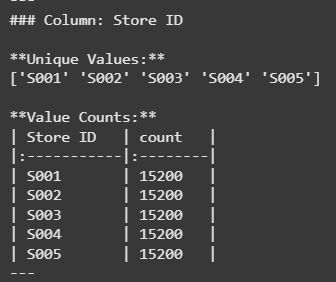 ---
### Column: Store ID
**Unique Values:**
['S001' 'S002' 'S003' 'S004' 'S005']
**Value Counts:**
| Store ID   | count   |
|:-----------|:--------|
| S001       | 15200   |
| S002       | 15200   |
| S003       | 15200   |
| S004       | 15200   |
| S005       | 15200   |
---